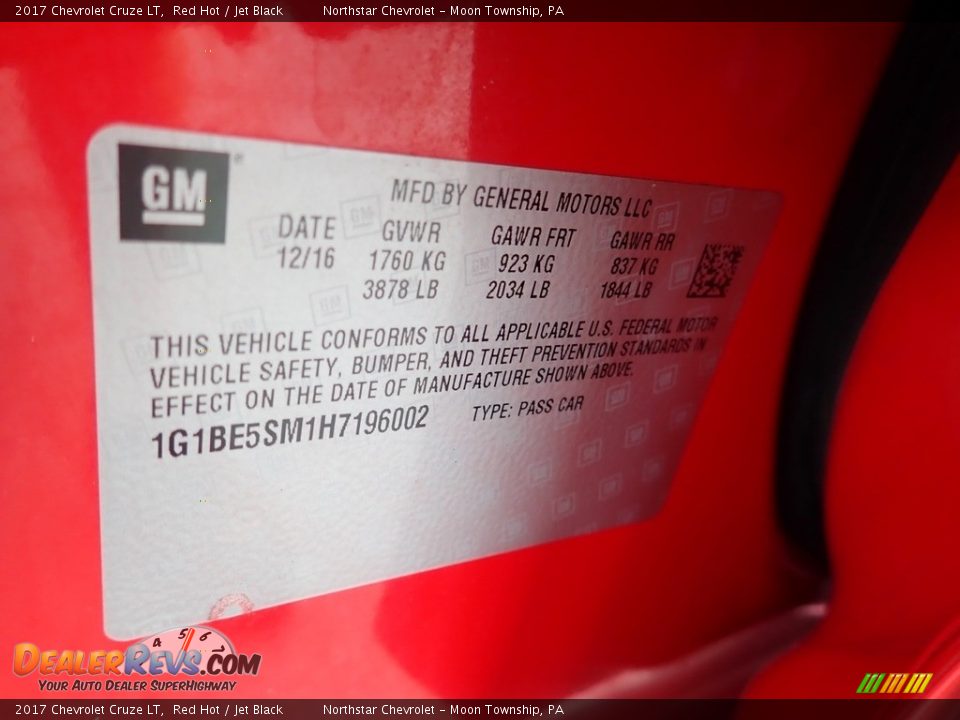 2017 Chevrolet Cruze LT, Red Hot / Jet Black Northstar Chevrolet - Moon Township, PA
GM®
MFD BY GENERAL MOTORS LLC
DATE GVWR GAWR FRT GAWR RR
12/16 1760 KG 923 KG 837 KG
3878 LB 2034 LB 1844 LB
THIS VEHICLE CONFORMS TO ALL APPLICABLE U.S. FEDERAL MOTOR
VEHICLE SAFETY, BUMPER, AND THEFT PREVENTION STANDARDS IN
EFFECT ON THE DATE OF MANUFACTURE SHOWN ABOVE.
1G1BE5SM1H7196002 TYPE: PASS CAR
4 5 6
DEALERREVS.COM
YOUR AUTO DEALER SUPERHIGHWAY
2017 Chevrolet Cruze LT, Red Hot / Jet Black Northstar Chevrolet - Moon Township, PA